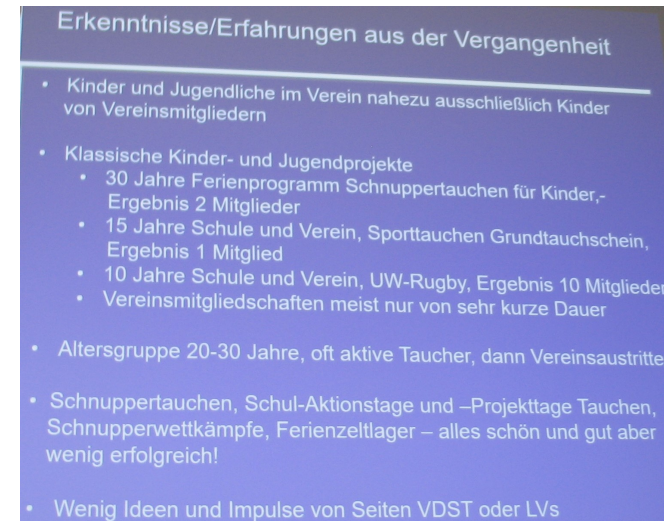 Erkenntnisse/Erfahrungen aus der Vergangenheit
• Kinder und Jugendliche im Verein nahezu ausschließlich Kinder
von Vereinsmitgliedern
• Klassische Kinder- und Jugendprojekte
• 30 Jahre Ferienprogramm Schnuppertauchen für Kinder,-
Ergebnis 2 Mitglieder
• 15 Jahre Schule und Verein, Sporttauchen Grundtauchschein,
Ergebnis 1 Mitglied
• 10 Jahre Schule und Verein, UW-Rugby, Ergebnis 10 Mitglieder
• Vereinsmitgliedschaften meist nur von sehr kurze Dauer
• Altersgruppe 20-30 Jahre, oft aktive Taucher, dann Vereinsaustritte
• Schnuppertauchen, Schul-Aktionstage und –Projekttage Tauchen,
Schnupperwettkämpfe, Ferienzeltlager – alles schön und gut aber
wenig erfolgreich!
• Wenig Ideen und Impulse von Seiten VDST oder LVs